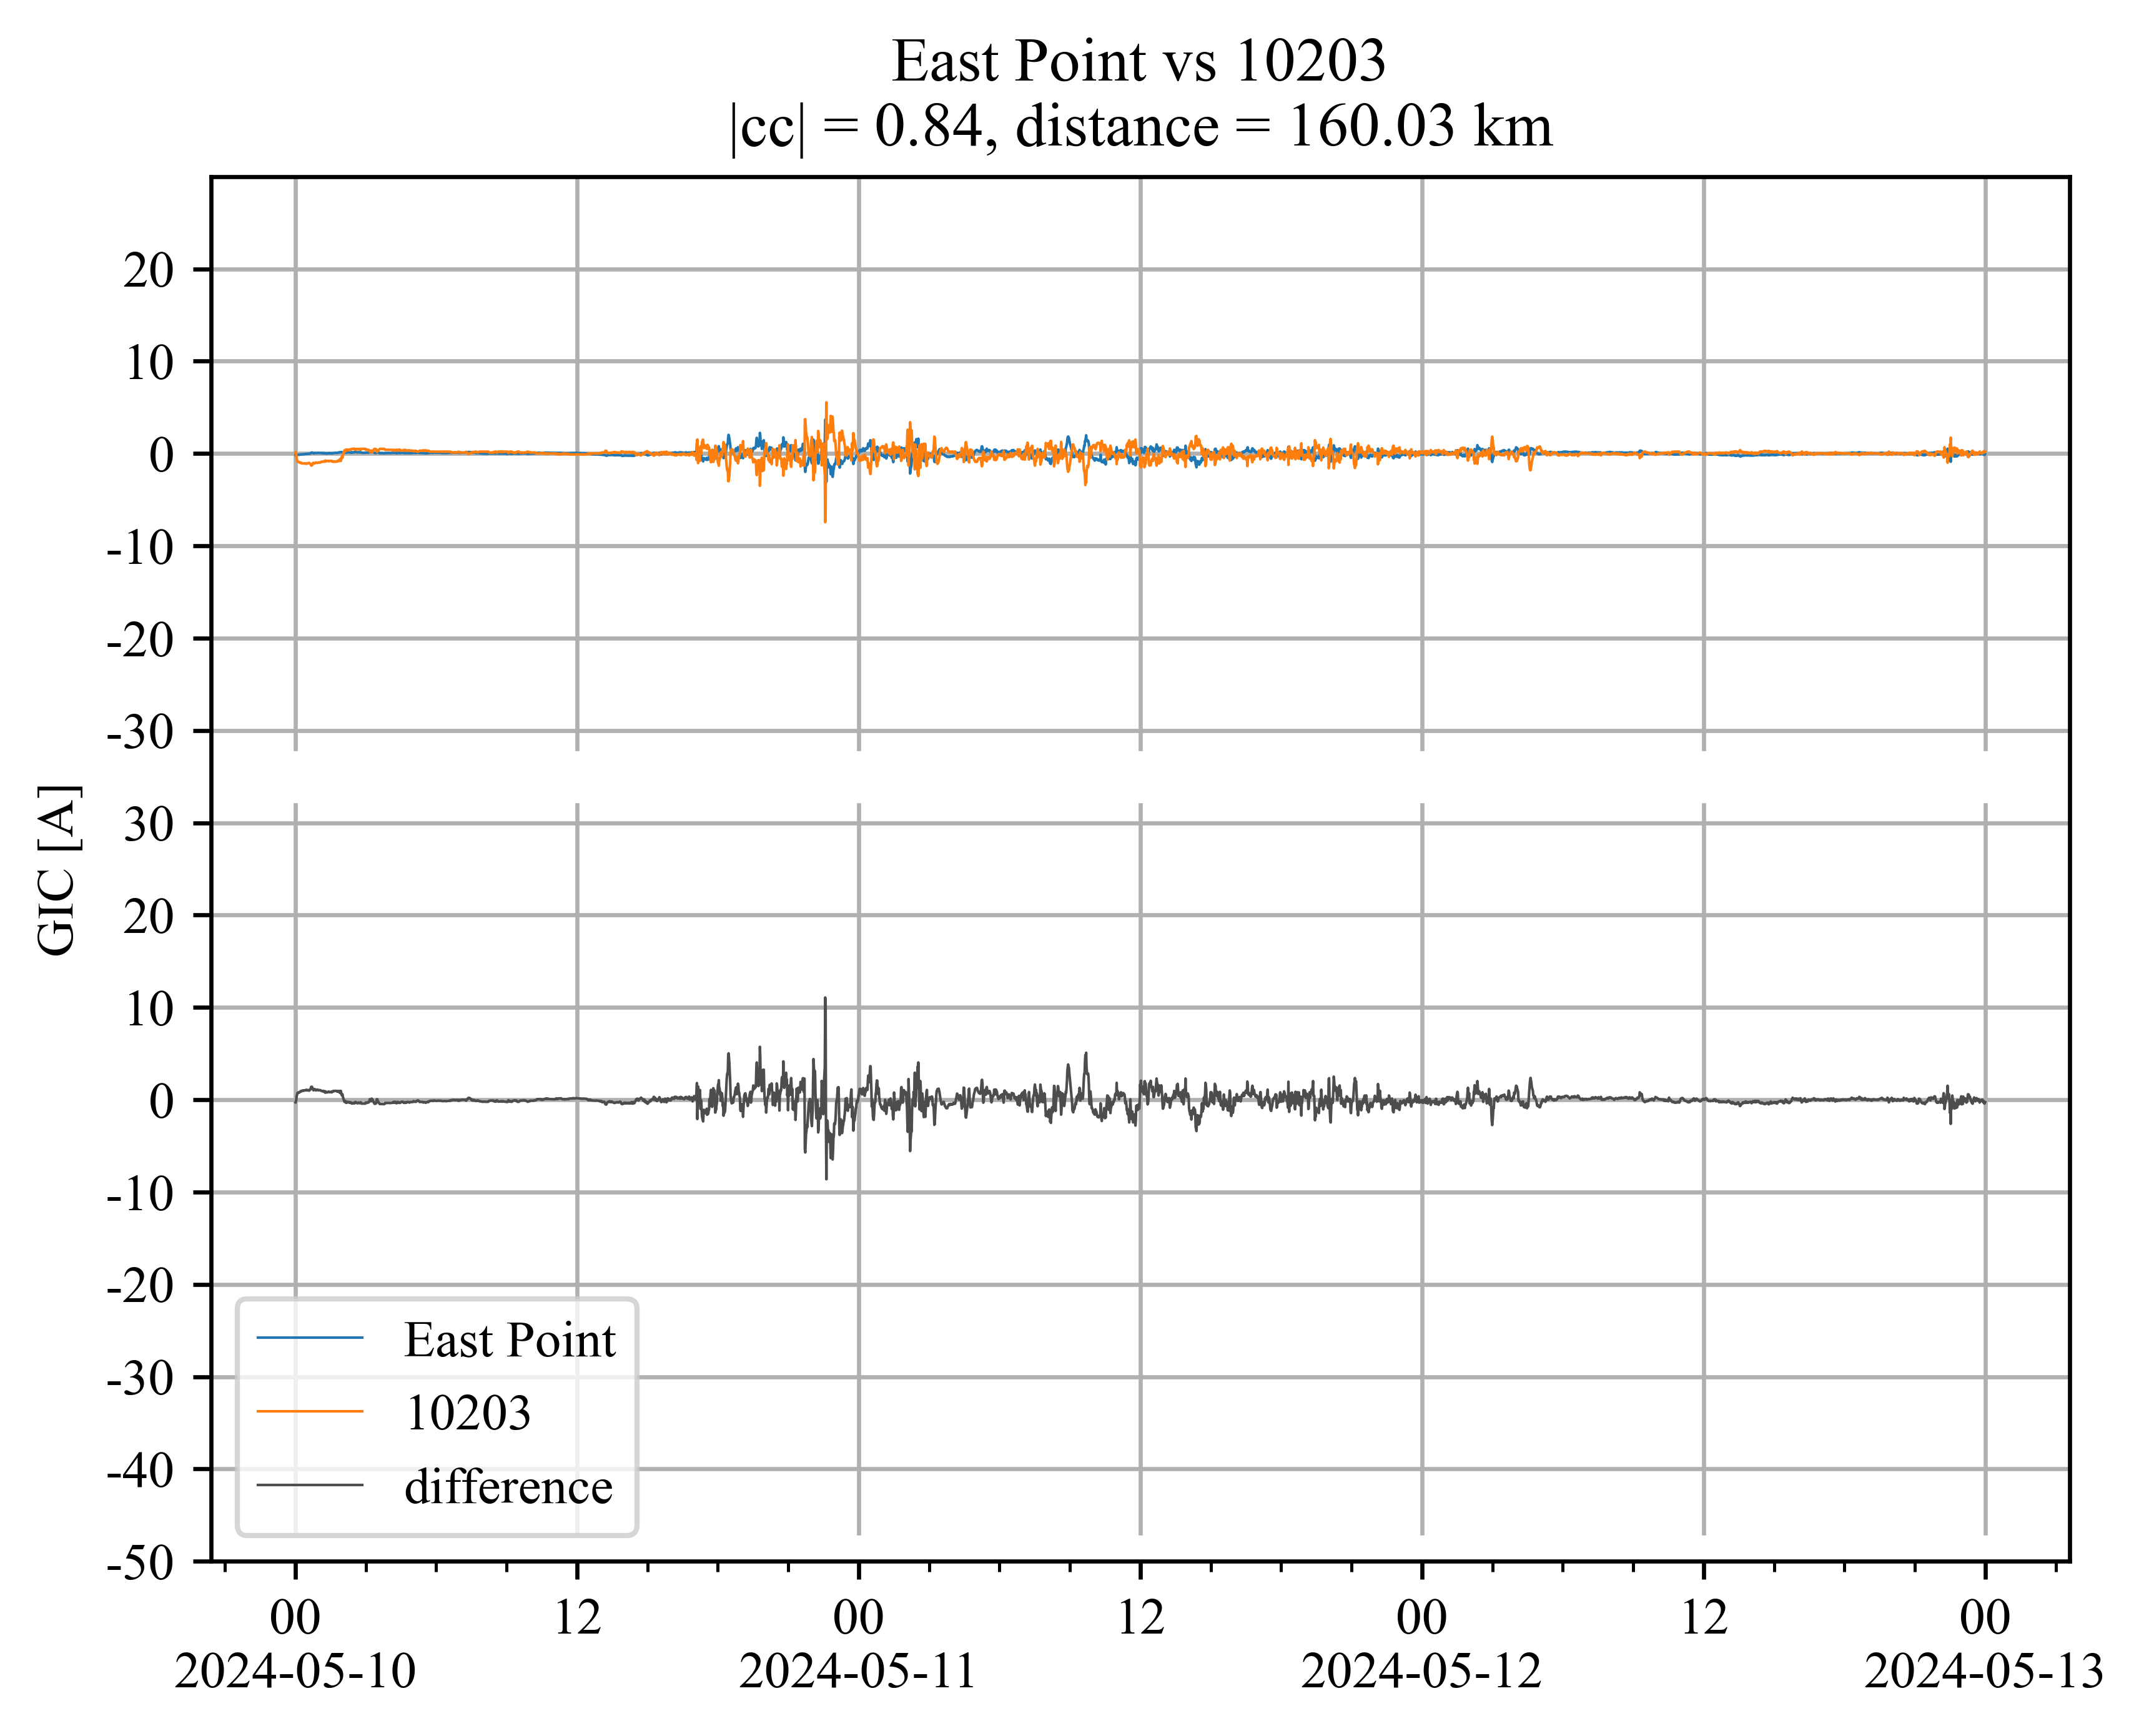 East Point vs 10203
|cc| = 0.84, distance = 160.03 km
GIC [A]
20
10
0
-10
-20
-30
30
20
10
0
-10
-20
-30
-40
-50
East Point
10203
difference
00 12 00 12 00 12 00
2024-05-10 2024-05-11 2024-05-12 2024-05-13